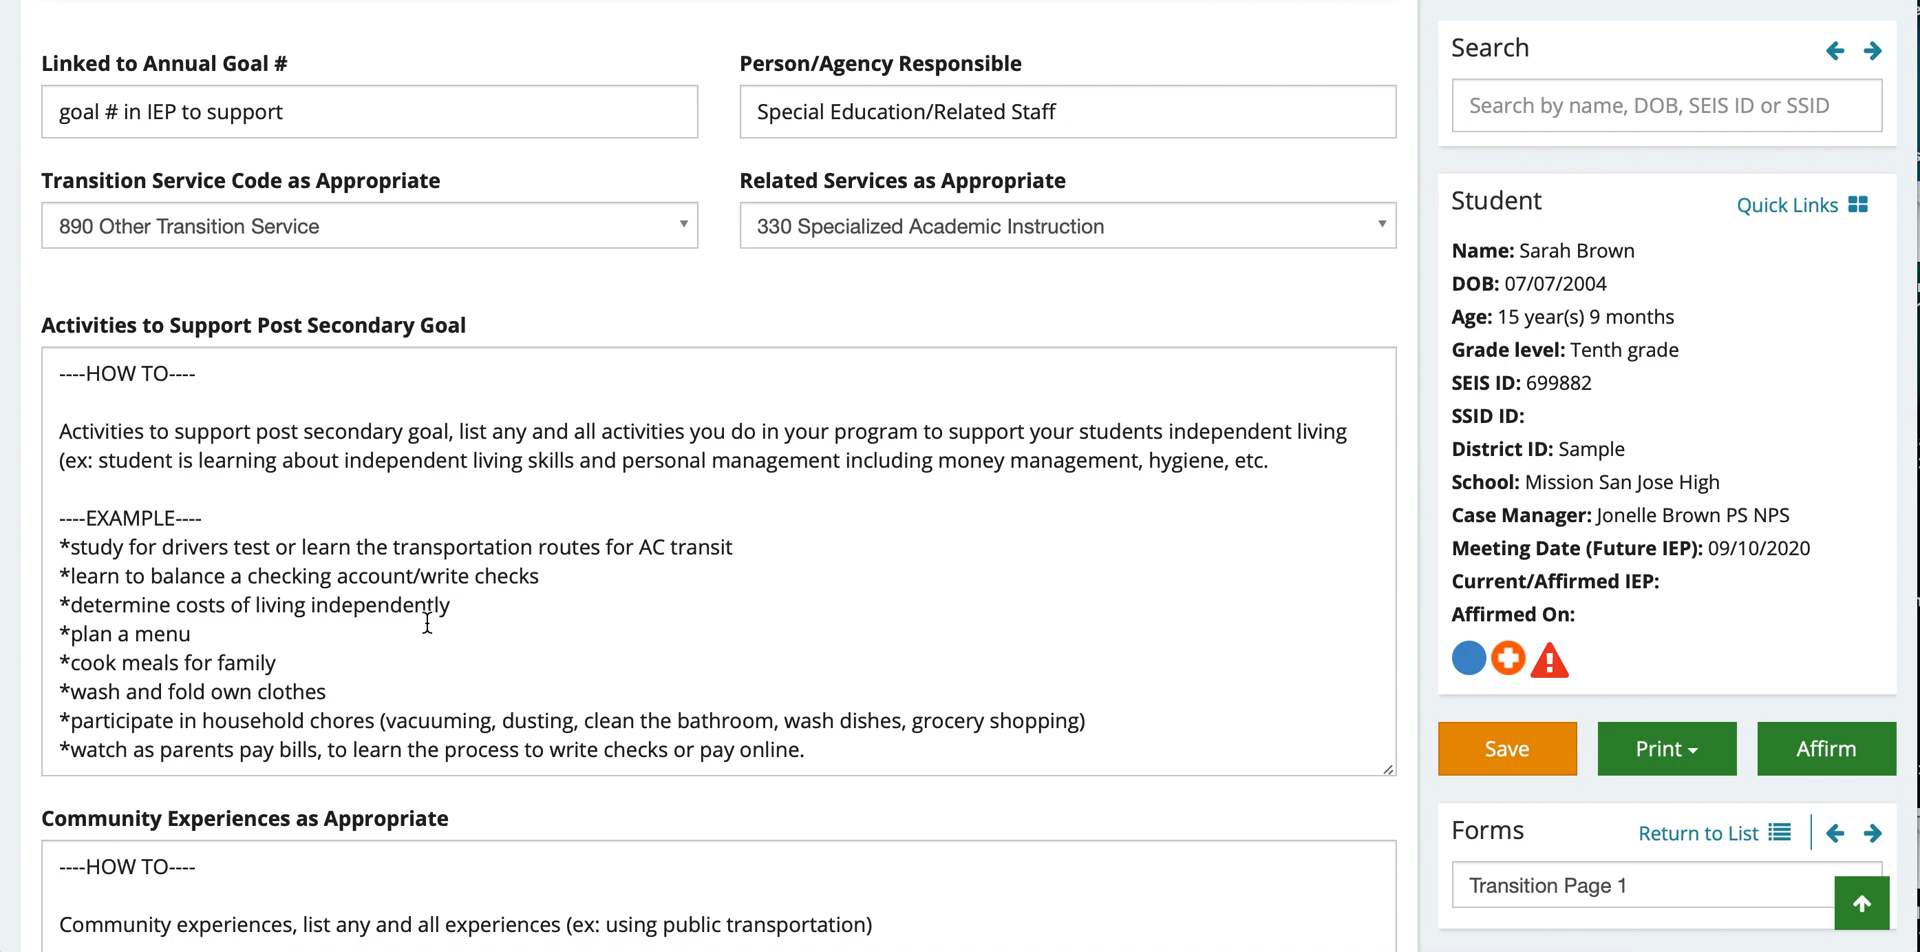 Linked to Annual Goal #
goal # in IEP to support
Person/Agency Responsible
Special Education/Related Staff
Transition Service Code as Appropriate
890 Other Transition Service
Related Services as Appropriate
330 Specialized Academic Instruction
Activities to Support Post Secondary Goal
----HOW TO----
Activities to support post secondary goal, list any and all activities you do in your program to support your students independent living
(ex: student is learning about independent living skills and personal management including money management, hygiene, etc.
----EXAMPLE----
*study for drivers test or learn the transportation routes for AC transit
*learn to balance a checking account/write checks
*determine costs of living independently
*plan a menu
*cook meals for family
*wash and fold own clothes
*participate in household chores (vacuuming, dusting, clean the bathroom, wash dishes, grocery shopping)
*watch as parents pay bills, to learn the process to write checks or pay online.
Community Experiences as Appropriate
----HOW TO----
Community experiences, list any and all experiences (ex: using public transportation)
Search
Search by name, DOB, SEIS ID or SSID
Student
Quick Links
Name: Sarah Brown
DOB: 07/07/2004
Age: 15 year(s) 9 months
Grade level: Tenth grade
SEIS ID: 699882
SSID ID:
District ID: Sample
School: Mission San Jose High
Case Manager: Jonelle Brown PS NPS
Meeting Date (Future IEP): 09/10/2020
Current/Affirmed IEP:
Affirmed On:
Save
Print
Affirm
Forms
Return to List
Transition Page 1